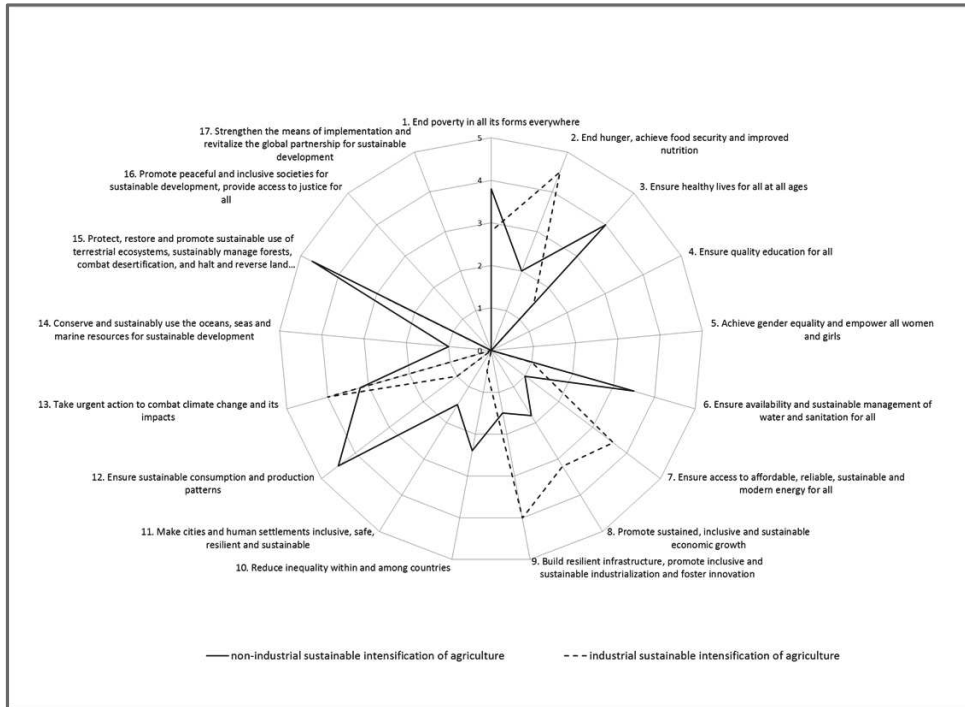 1. End poverty in all its forms everywhere
2. End hunger, achieve food security and improved
nutrition
3. Ensure healthy lives for all at all ages
4. Ensure quality education for all
5. Achieve gender equality and empower all women
and girls
6. Ensure availability and sustainable management of
water and sanitation for all
7. Ensure access to affordable, reliable, sustainable and
modern energy for all
8. Promote sustained, inclusive and sustainable
economic growth
9. Build resilient infrastructure, promote inclusive and
sustainable industrialization and foster innovation
10. Reduce inequality within and among countries
11. Make cities and human settlements inclusive, safe,
resilient and sustainable
12. Ensure sustainable consumption and production
patterns
13. Take urgent action to combat climate change and its
impacts
14. Conserve and sustainably use the oceans, seas and
marine resources for sustainable development
15. Protect, restore and promote sustainable use of
terrestrial ecosystems, sustainably manage forests,
combat desertification, and halt and reverse land...
16. Promote peaceful and inclusive societies for
sustainable development, provide access to justice for
all
17. Strengthen the means of implementation and
revitalize the global partnership for sustainable
development
5
4
3
2
1
0
non-industrial sustainable intensification of agriculture
industrial sustainable intensification of agriculture